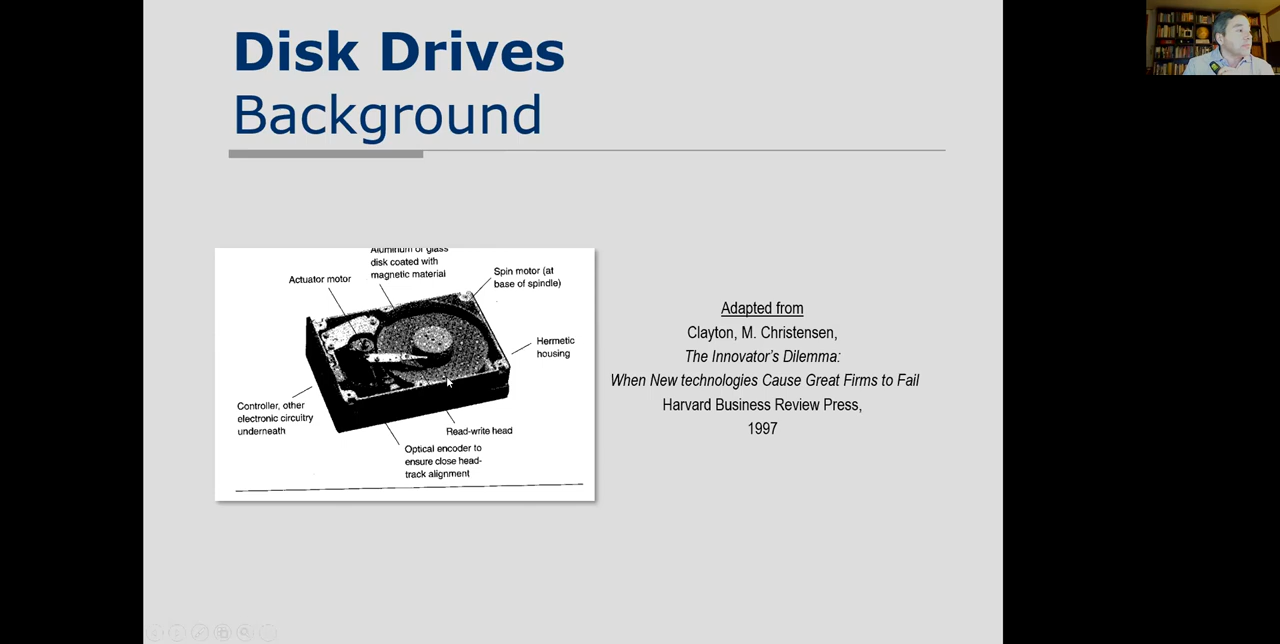 Disk Drives
Background
Aluminum or glass
disk coated with
magnetic material
Actuator motor
Spin motor (at
base of spindle)
Hermetic
housing
Controller, other
electronic circuitry
underneath
Read-write head
Optical encoder to
ensure close head-
track alignment
Adapted from
Clayton, M. Christensen,
The Innovator's Dilemma:
When New technologies Cause Great Firms to Fail
Harvard Business Review Press,
1997